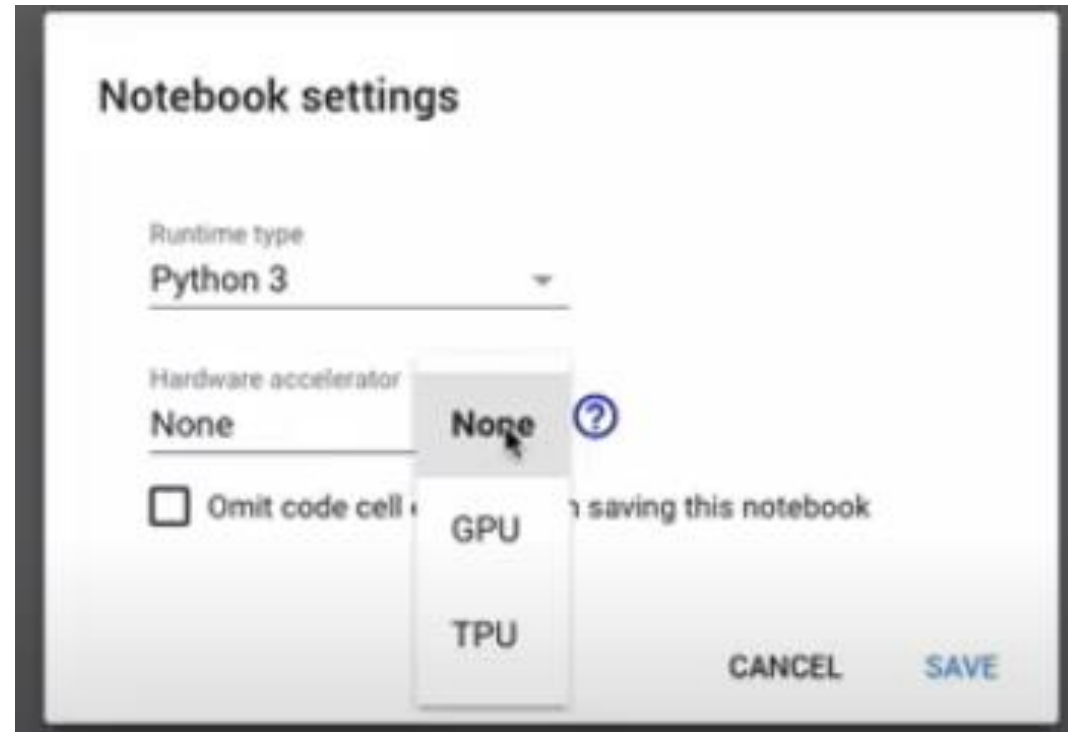 Notebook settings
Runtime type
Python 3
Hardware accelerator
None
None
?
Omit code cell saving this notebook
GPU
TPU
CANCEL
SAVE